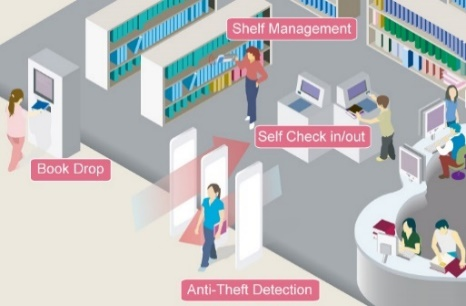 Shelf Management
Self Check in/out
Book Drop
Anti-Theft Detection